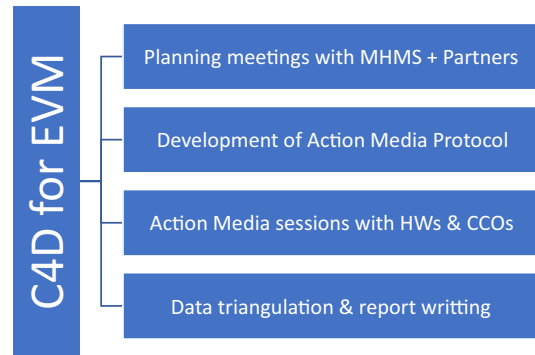 C4D for EVM
Planning meetings with MHMS + Partners
Development of Action Media Protocol
Action Media sessions with HWs & CCOs
Data triangulation & report writting